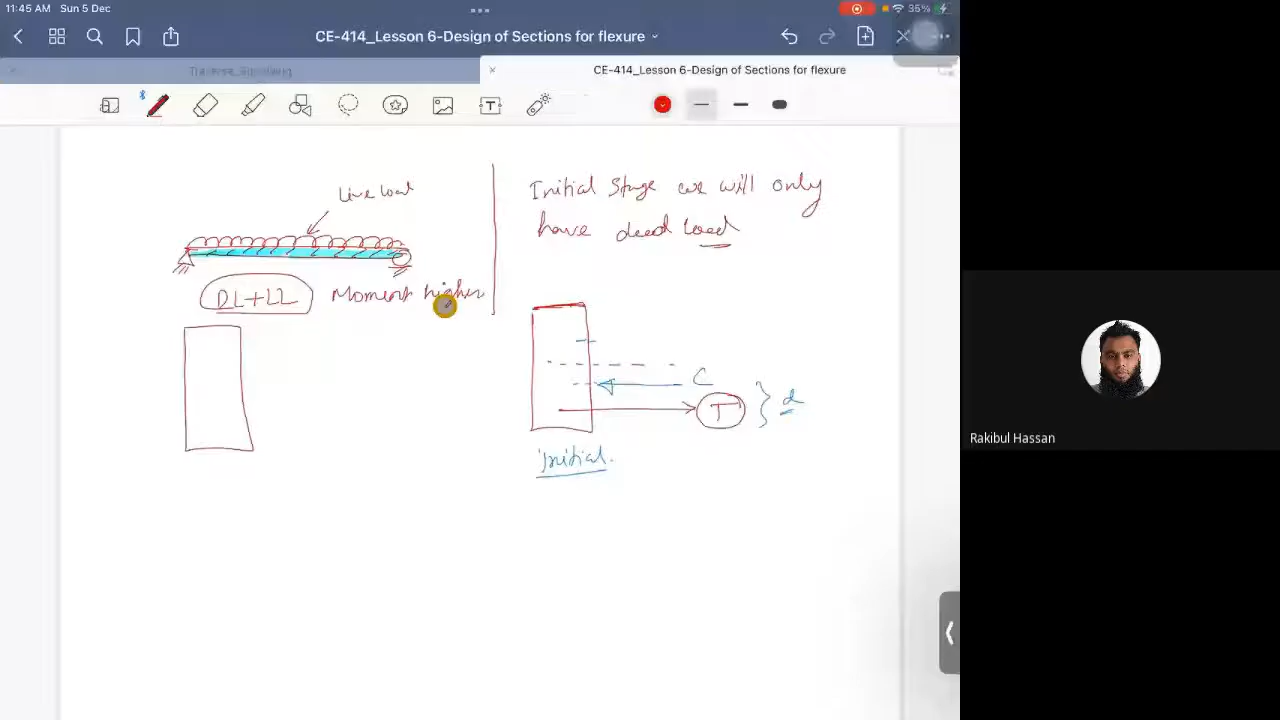 11:45 AM Sun 5 Dec
35%
CE-414_Lesson 6-Design of Sections for flexure
CE-414_Lesson 6-Design of Sections for flexure
T
Live load
DL+LL Moment higher
Initial Stage we will only
have dead load
C
T
d
Initial.
Rakibul Hassan